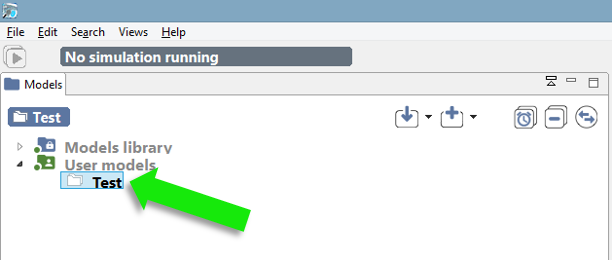 File Edit Search Views Help
No simulation running
Models
Test
Models library
User models
Test